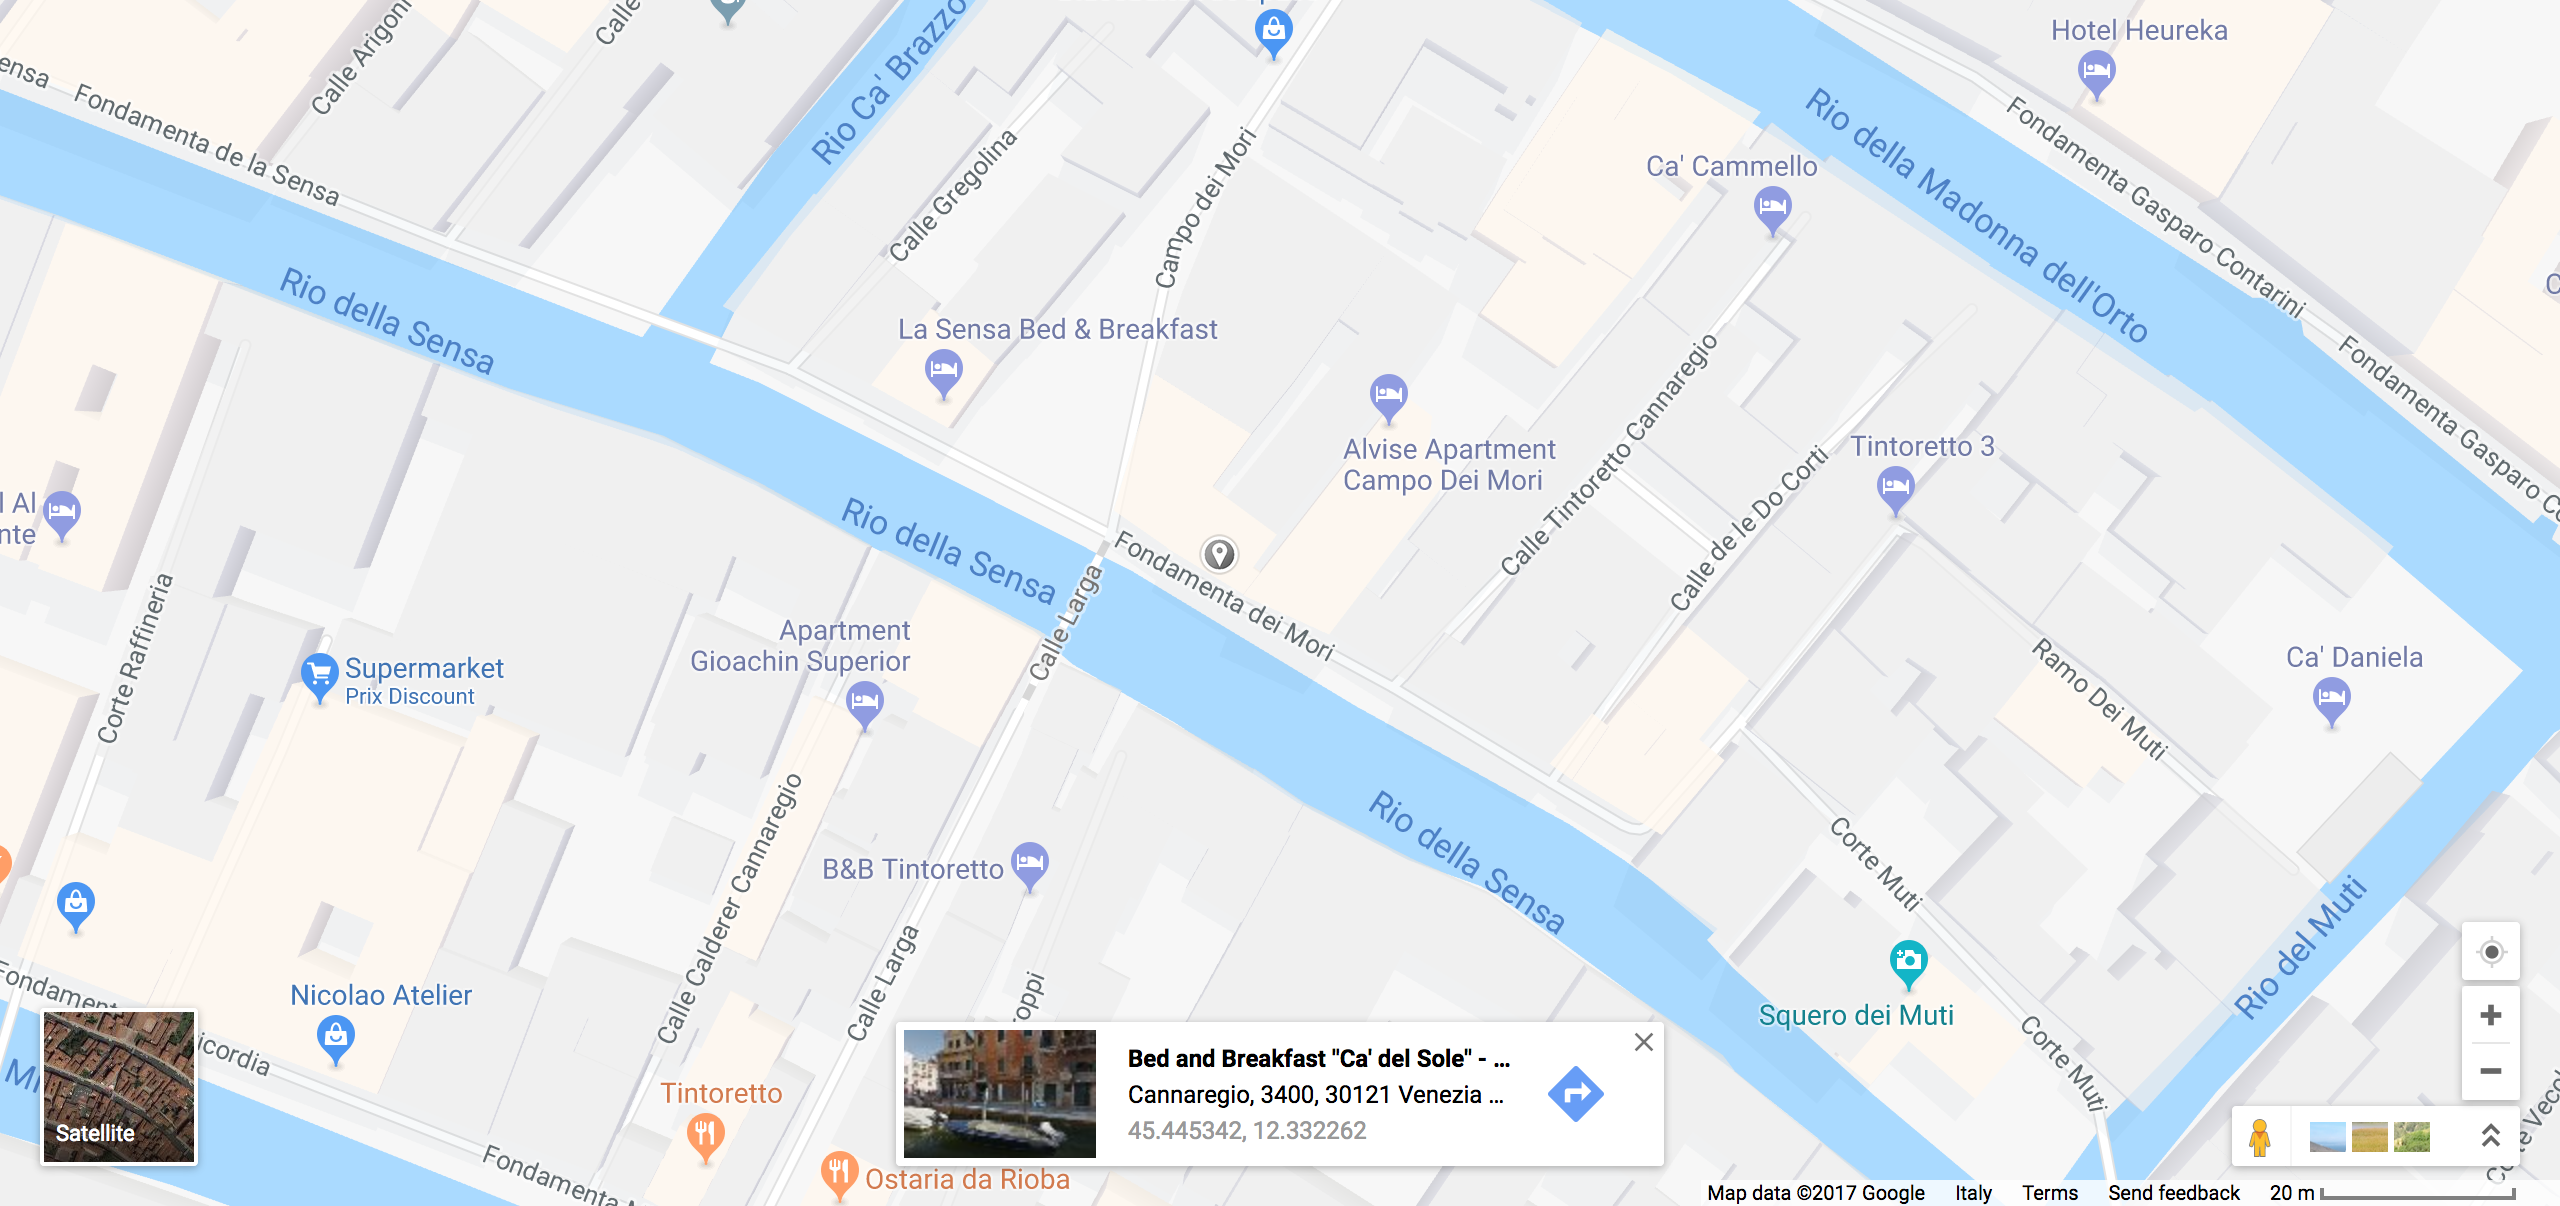 Hotel Heureka
Calle Arigoni
Calle
ensa
Fondamenta de la Sensa
Rio Ca' Brazzo
Calle Gregolina
Campo dei Mori
Ca' Cammello
Rio della Madonna dell'Orto
Fondamenta Gasparo Contarini
Fondamenta Gasparo Co
Rio della Sensa
La Sensa Bed & Breakfast
Alvise Apartment
Campo Dei Mori
Calle Tintoretto Cannaregio
Calle de le Do Corti
Tintoretto 3
l Al
nte
Corte Raffineria
Supermarket
Prix Discount
Apartment
Gioachin Superior
Rio della Sensa
Calle Larga
Fondamenta dei Mori
Ramo Dei Muti
Ca' Daniela
Rio della Sensa
Calle Calderer Cannaregio
B&B Tintoretto
Calle Larga
oppi
Corte Muti
Squero dei Muti
Rio del Muti
Corte Muti
Fondament
icordia
Nicolao Atelier
Mi
Satellite
Tintoretto
Fondamenta M
Ostaria da Rioba
Bed and Breakfast "Ca' del Sole" - ...
Cannaregio, 3400, 30121 Venezia ...
45.445342, 12.332262
Map data ©2017 Google Italy Terms Send feedback 20 m